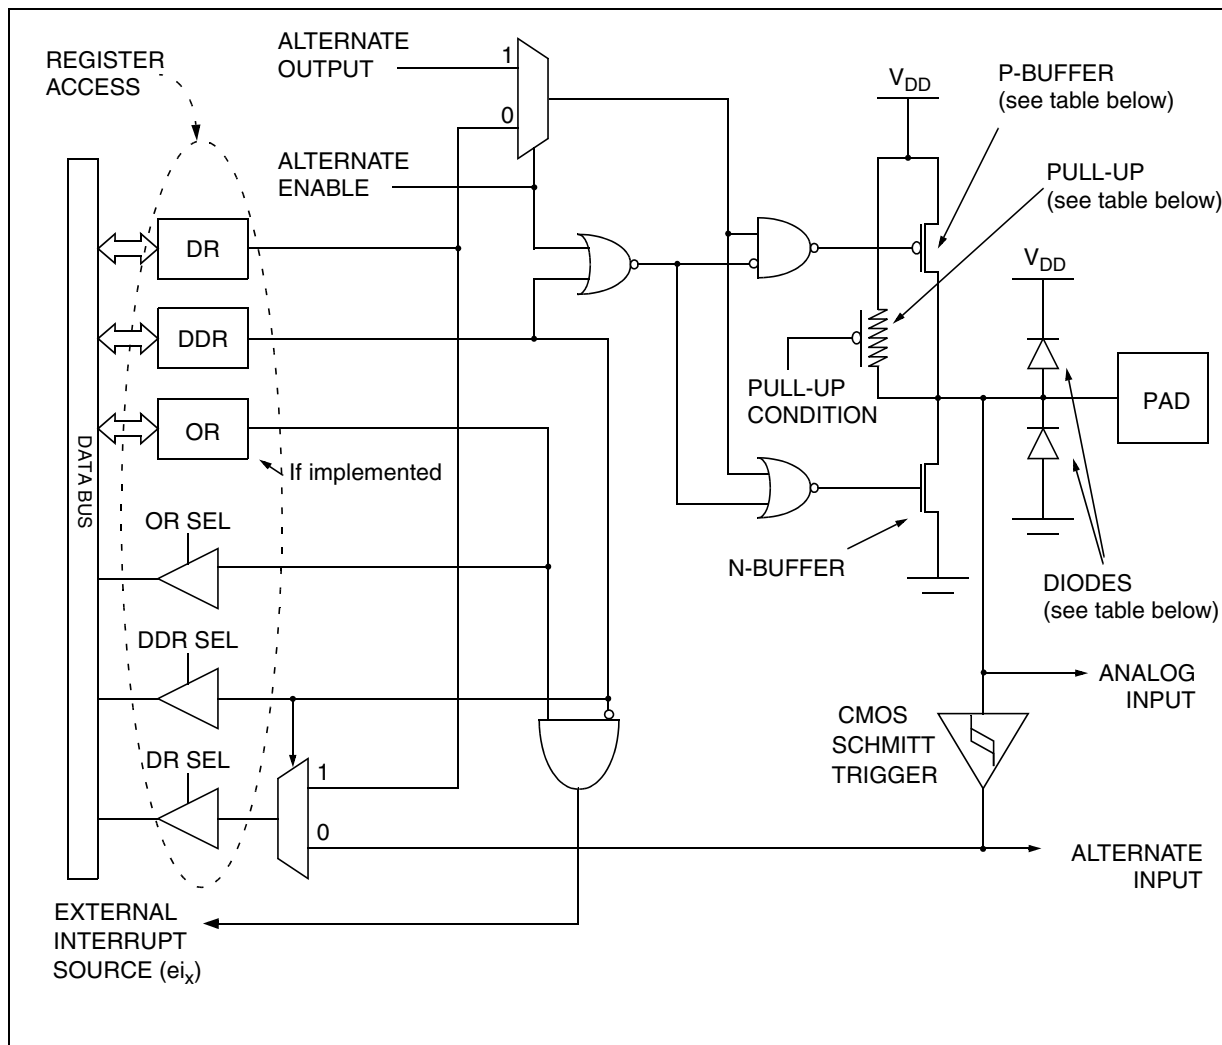 REGISTER
ACCESS
ALTERNATE
OUTPUT
1
0
ALTERNATE
ENABLE
VDD
P-BUFFER
(see table below)
PULL-UP
(see table below)
DR
DDR
OR
If implemented
DATA BUS
VDD
PAD
PULL-UP
CONDITION
N-BUFFER
DIODES
(see table below)
OR SEL
DDR SEL
DR SEL
1
0
ANALOG
INPUT
CMOS
SCHMITT
TRIGGER
ALTERNATE
INPUT
EXTERNAL
INTERRUPT
SOURCE (eix)